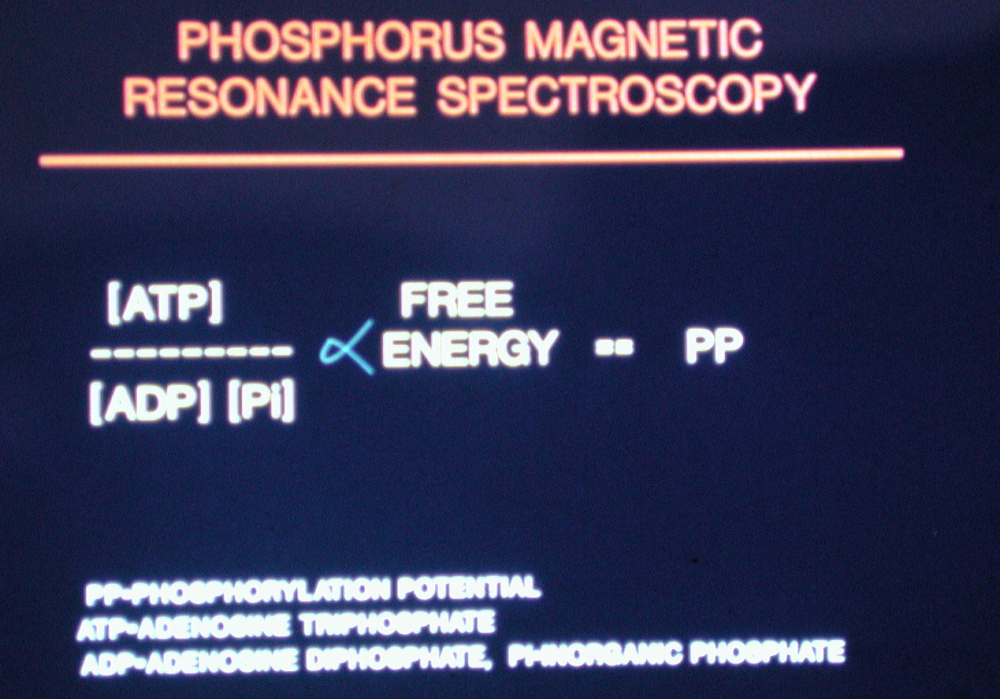 PHOSPHORUS MAGNETIC
RESONANCE SPECTROSCOPY
[ATP]
----------
[ADP] [Pi]
∝
FREE
ENERGY == PP
PP-PHOSPHORYLATION POTENTIAL
ATP-ADENOSINE TRIPHOSPHATE
ADP-ADENOSINE DIPHOSPHATE, PI-INORGANIC PHOSPHATE